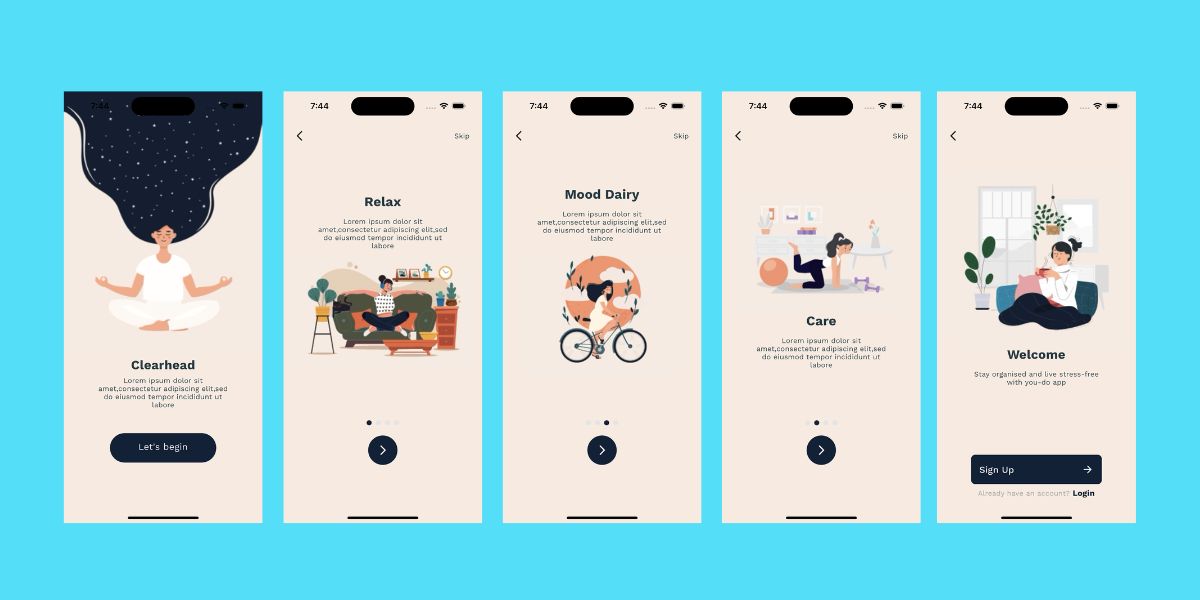 7:44
Clearhead
Lorem ipsum dolor sit
amet,consectetur adipiscing elit,sed
do eiusmod tempor incididunt ut
labore
Let's begin
7:44
Skip
Relax
Lorem ipsum dolor sit
amet,consectetur adipiscing elit,sed
do eiusmod tempor incididunt ut
labore
7:44
Skip
Mood Dairy
Lorem ipsum dolor sit
amet,consectetur adipiscing elit,sed
do eiusmod tempor incididunt ut
labore
7:44
Skip
Care
Lorem ipsum dolor sit
amet,consectetur adipiscing elit,sed
do eiusmod tempor incididunt ut
labore
7:44
Welcome
Stay organised and live stress-free
with you-do app
Sign Up
Already have an account? Login